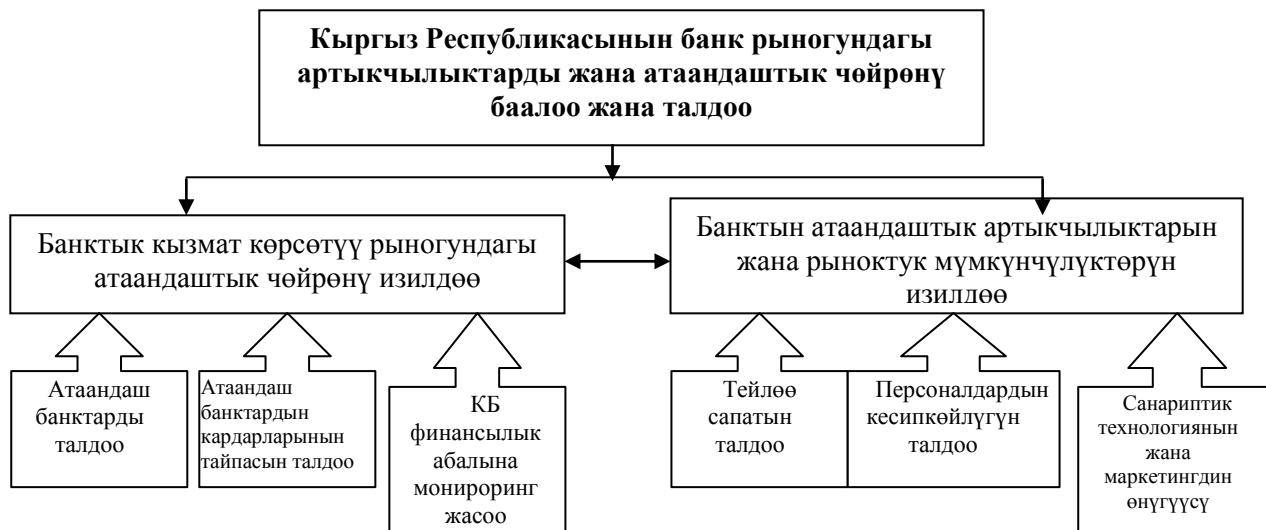 Кыргыз Республикасынын банк рыногундагы
артыкчылыктарды жана атаандаштык чөйрөнү
баалоо жана талдоо
Банктык кызмат көрсөтүү рыногундагы
атаандаштык чөйрөнү изилдөө
Банктын атаандаштык артыкчылыктарын
жана рыноктук мүмкүнчүлүктөрүн
изилдөө
Атаандаш
банктарды
талдоо
Атаандаш
банктардын
кардарларынын
тайпасын талдоо
КБ
финансылык
абалына
монироринг
жасоо
Тейлөө
сапатын
талдоо
Персоналдардын
кесипкөйлүгүн
талдоо
Санариптик
технологиянын
жана
маркетингдин
өнүгүүсү